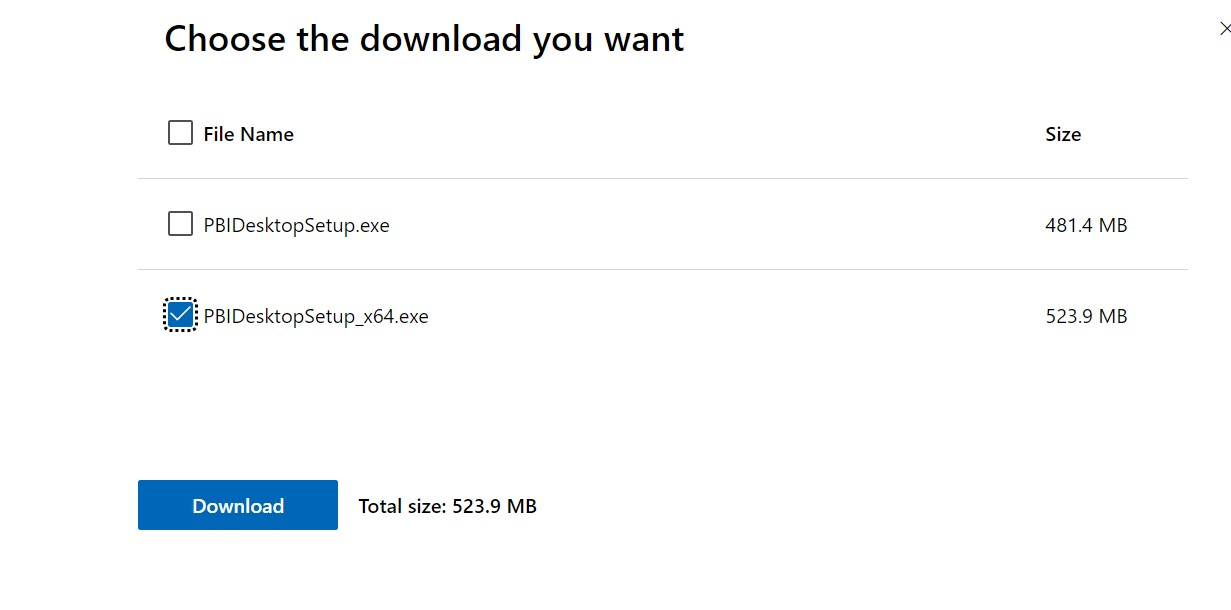 Choose the download you want
File Name Size
PBIDesktopSetup.exe 481.4 MB
PBIDesktopSetup_x64.exe 523.9 MB
Download Total size: 523.9 MB